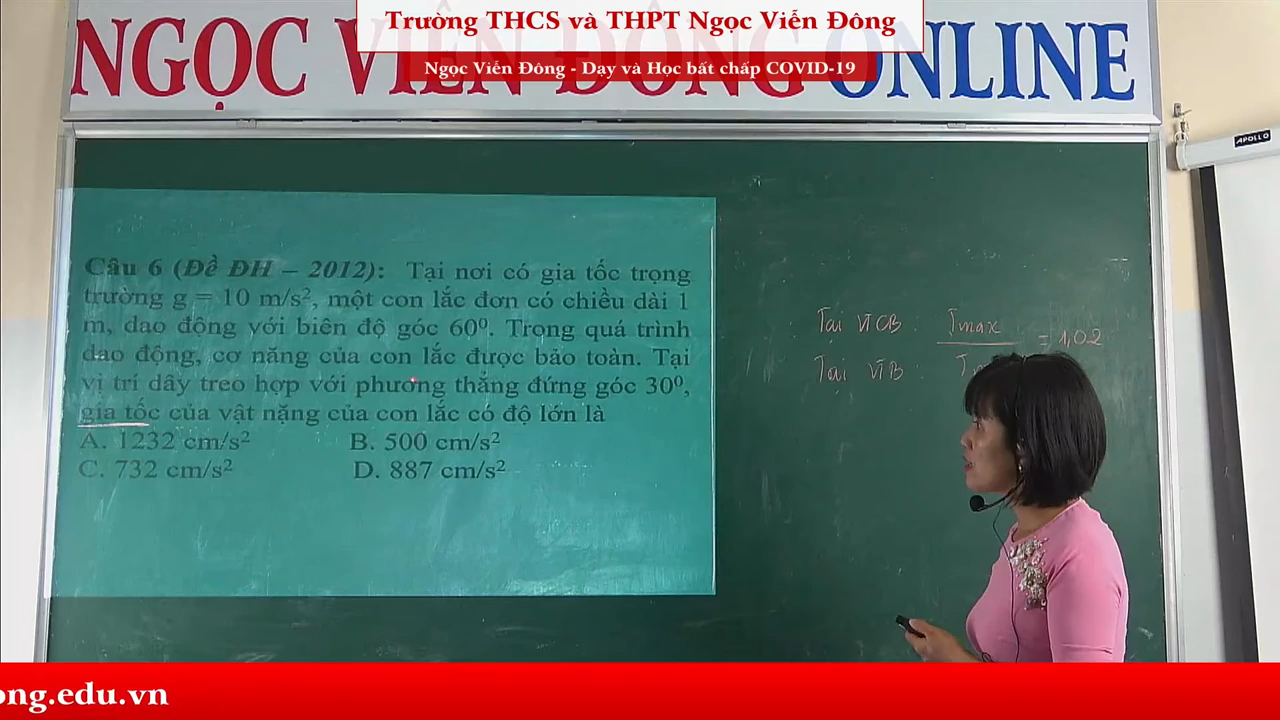 Trường THCS và THPT Ngọc Viễn Đông
NGỌC VIỄN ĐÔNG ONLINE
Ngọc Viễn Đông - Dạy và Học bất chấp COVID-19
APOLLO
Câu 6 (Đề ĐH – 2012): Tại nơi có gia tốc trọng
trường g = 10 m/s², một con lắc đơn có chiều dài 1
m, dao động với biên độ góc 60⁰. Trong quá trình
dao động, cơ năng của con lắc được bảo toàn. Tại
vị trí dây treo hợp với phương thẳng đứng góc 30⁰,
gia tốc của vật nặng của con lắc có độ lớn là
A. 1232 cm/s² B. 500 cm/s²
C. 732 cm/s² D. 887 cm/s²
Tại VTCB : Tmax = 1,02
Tại VTB :
ong.edu.vn